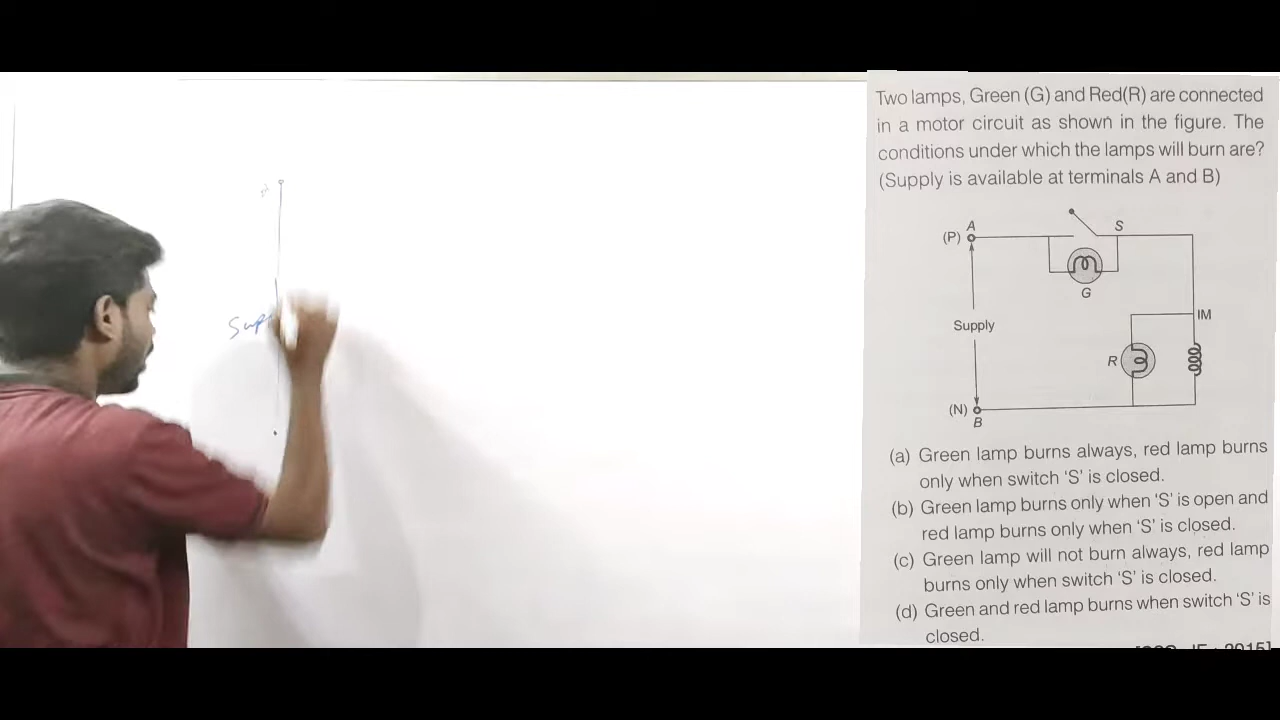 Two lamps, Green (G) and Red(R) are connected
in a motor circuit as shown in the figure. The
conditions under which the lamps will burn are?
(Supply is available at terminals A and B)
A
(P)
S
G
Supply
IM
R
(N)
B
(a) Green lamp burns always, red lamp burns
only when switch ‘S’ is closed.
(b) Green lamp burns only when ‘S’ is open and
red lamp burns only when ‘S’ is closed.
(c) Green lamp will not burn always, red lamp
burns only when switch ‘S’ is closed.
(d) Green and red lamp burns when switch ‘S’ is
closed.
Supp